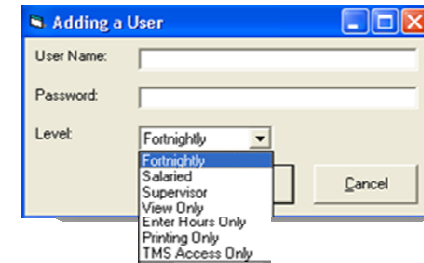 Adding a User
User Name:
Password:
Level:
Fortnightly
Fortnightly
Salaried
Supervisor
View Only
Enter Hours Only
Printing Only
TMS Access Only
Cancel